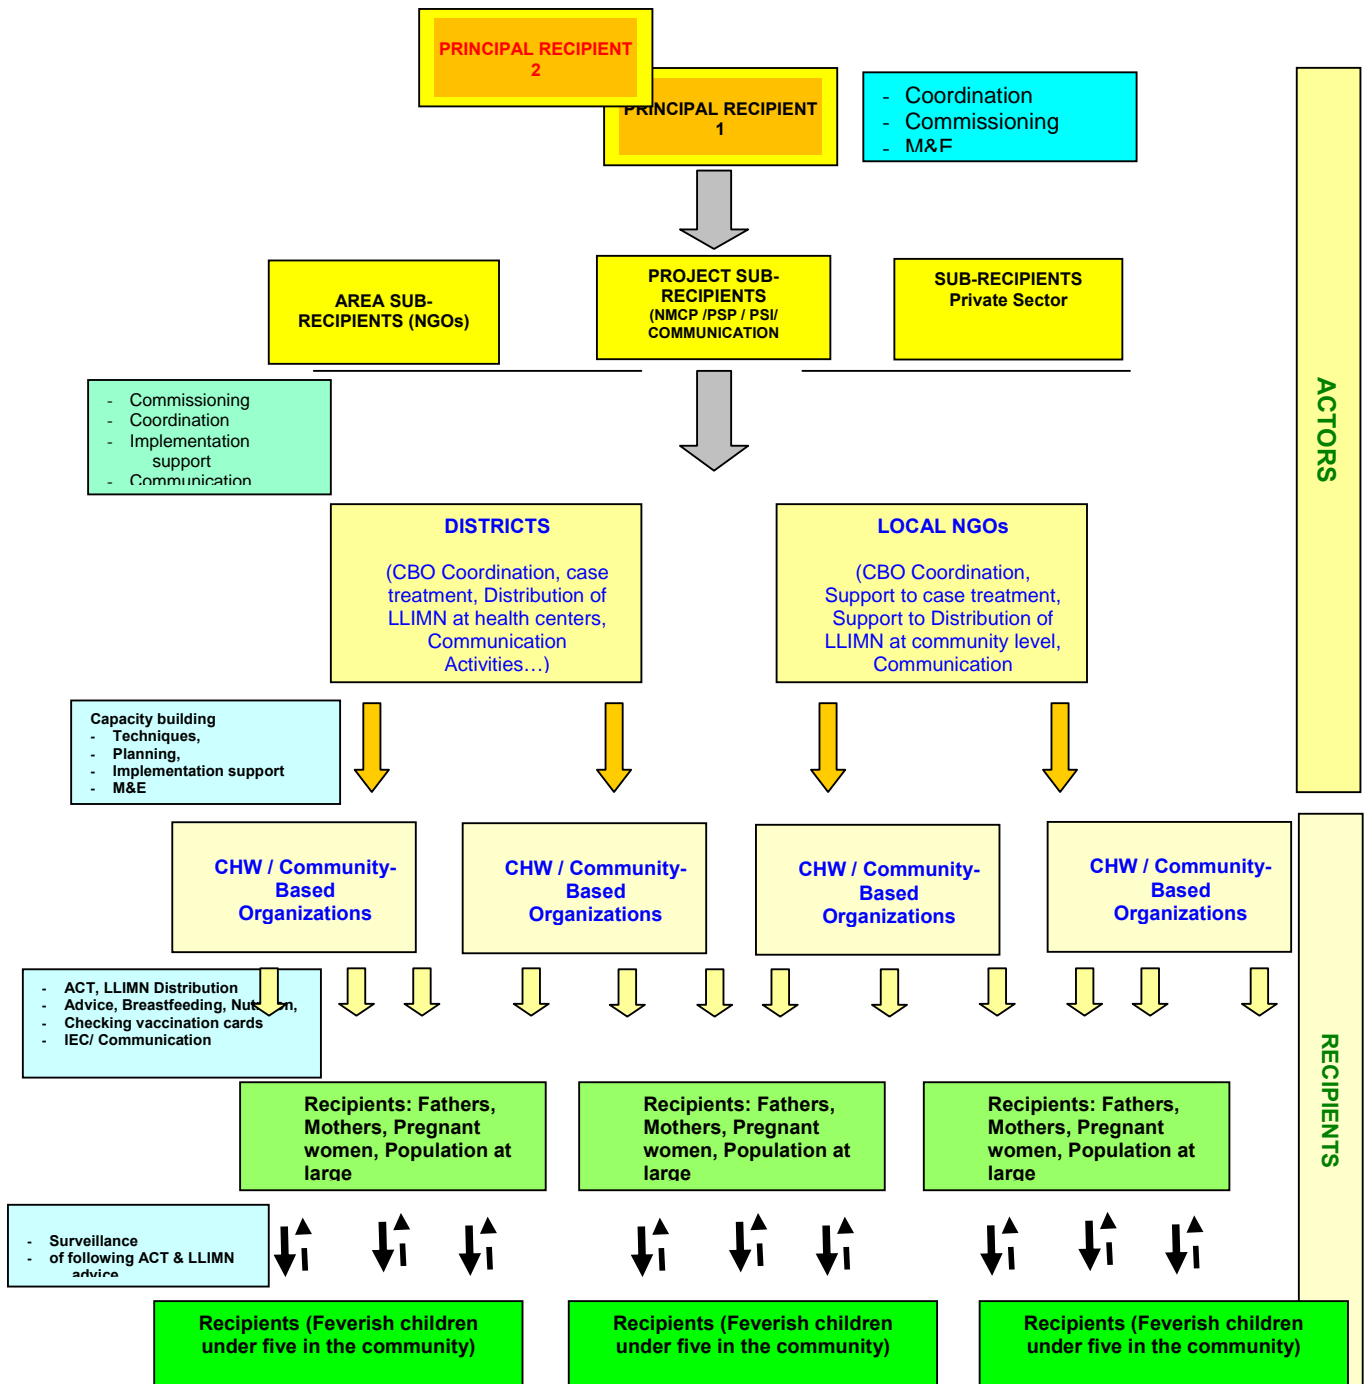 PRINCIPAL RECIPIENT
2
PRINCIPAL RECIPIENT
1
- Coordination
- Commissioning
- M&E
AREA SUB-
RECIPIENTS (NGOs)
PROJECT SUB-
RECIPIENTS
(NMCP /PSP / PSI/
COMMUNICATION
SUB-RECIPIENTS
Private Sector
- Commissioning
- Coordination
- Implementation
support
- Communication
ACTORS
DISTRICTS
(CBO Coordination, case
treatment, Distribution of
LLIMN at health centers,
Communication
Activities…)
LOCAL NGOs
(CBO Coordination,
Support to case treatment,
Support to Distribution of
LLIMN at community level,
Communication
Capacity building
- Techniques,
- Planning,
- Implementation support
- M&E
CHW / Community-
Based
Organizations
CHW / Community-
Based
Organizations
CHW / Community-
Based
Organizations
CHW / Community-
Based
Organizations
- ACT, LLIMN Distribution
- Advice, Breastfeeding, Nutrition,
- Checking vaccination cards
- IEC/ Communication
RECIPIENTS
Recipients: Fathers,
Mothers, Pregnant
women, Population at
large
Recipients: Fathers,
Mothers, Pregnant
women, Population at
large
Recipients: Fathers,
Mothers, Pregnant
women, Population at
large
- Surveillance
- of following ACT & LLIMN
advice
Recipients (Feverish children
under five in the community)
Recipients (Feverish children
under five in the community)
Recipients (Feverish children
under five in the community)